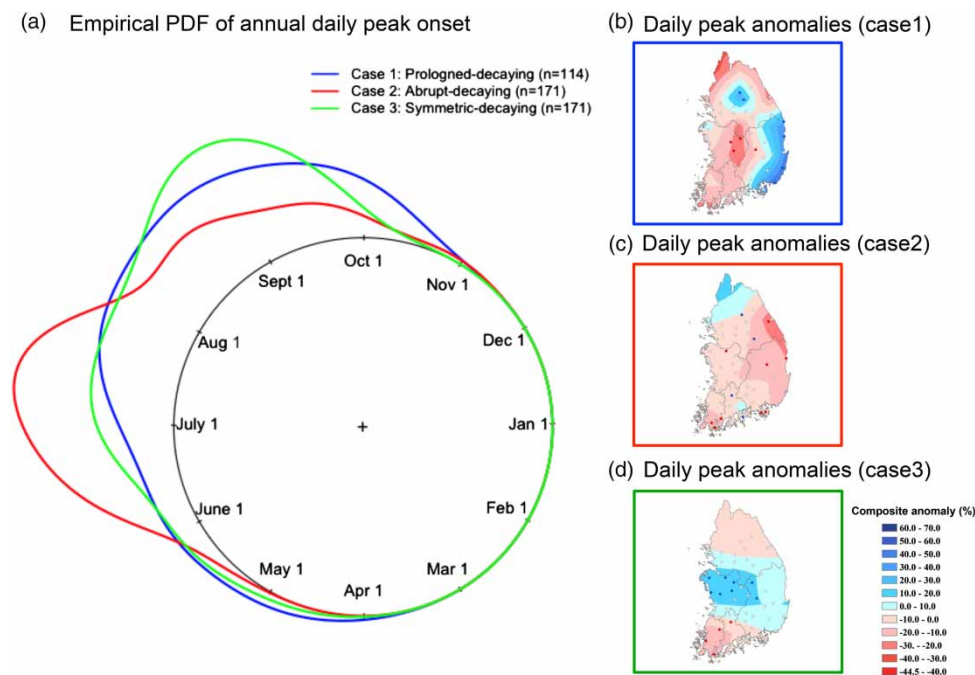 (a) Empirical PDF of annual daily peak onset
Case 1: Prologned-decaying (n=114)
Case 2: Abrupt-decaying (n=171)
Case 3: Symmetric-decaying (n=171)
Oct 1
Nov 1
Dec 1
Jan 1
Feb 1
Mar 1
Apr 1
May 1
June 1
July 1
Aug 1
Sept 1
+
(b) Daily peak anomalies (case1)
(c) Daily peak anomalies (case2)
(d) Daily peak anomalies (case3)
Composite anomaly (%)
60.0 - 70.0
50.0 - 60.0
40.0 - 50.0
30.0 - 40.0
20.0 - 30.0
10.0 - 20.0
0.0 - 10.0
-10.0 - 0.0
-20.0 - -10.0
-30. - -20.0
-40.0 - -30.0
-44.5 - -40.0